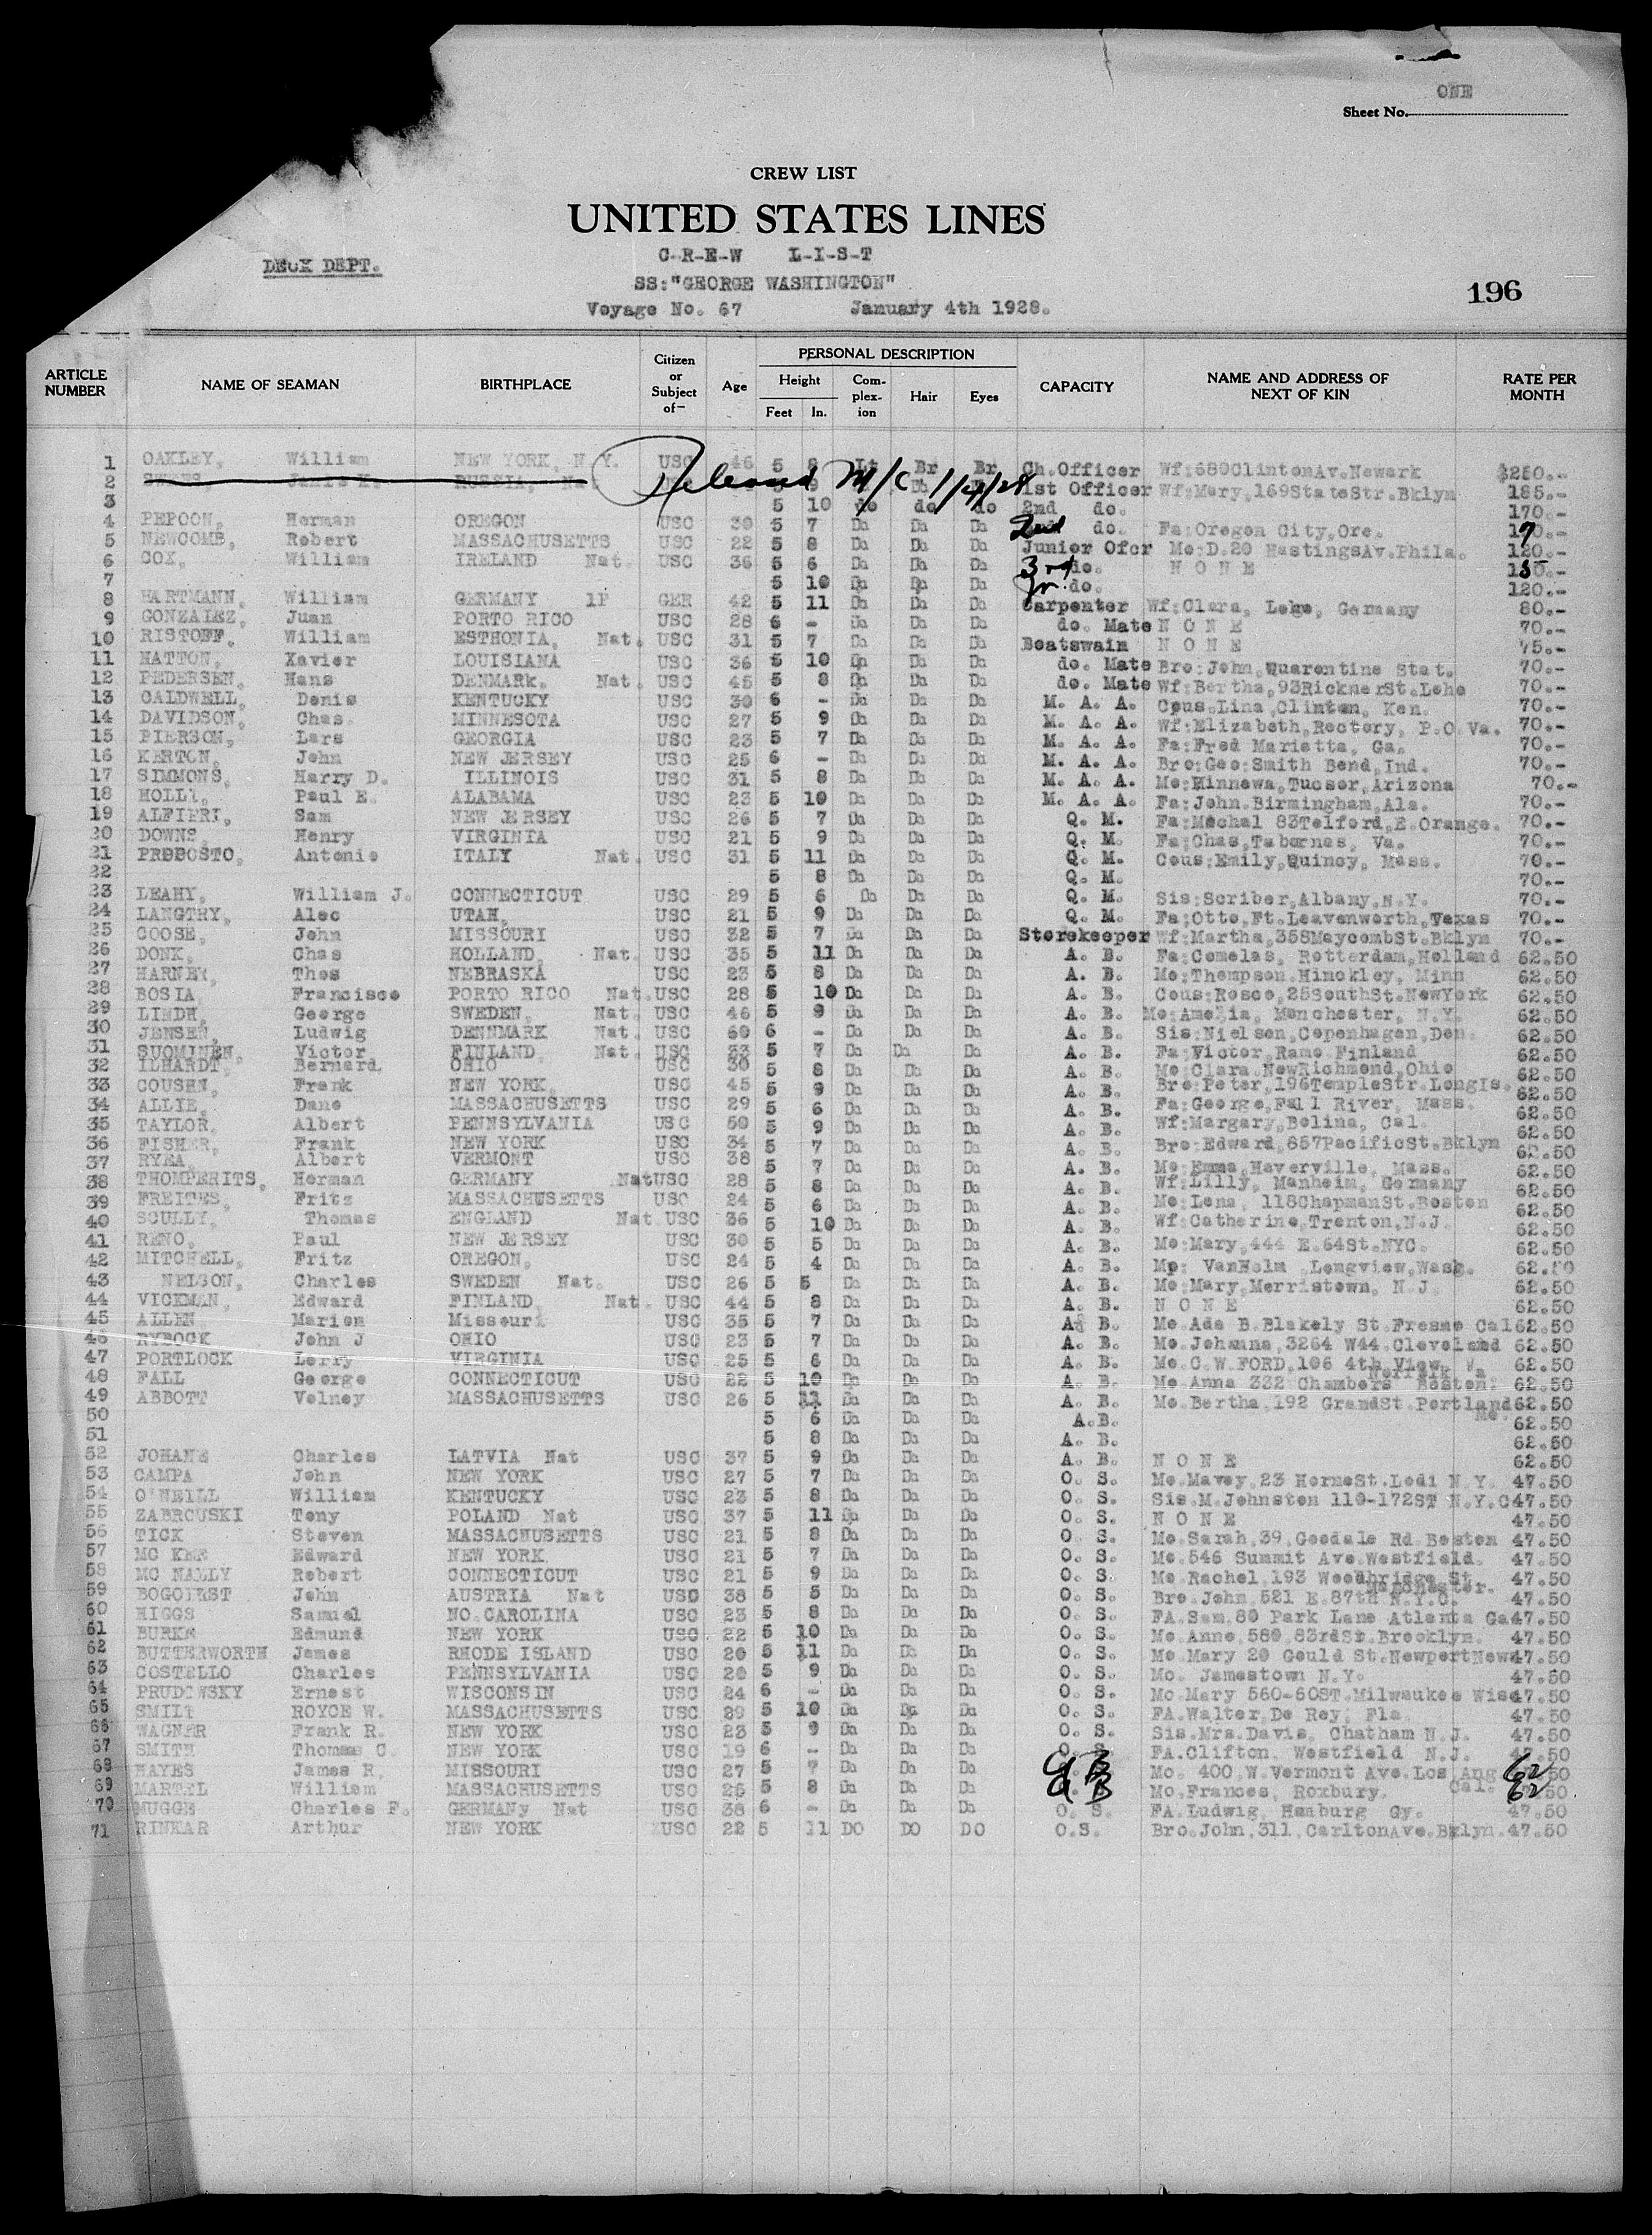 ONE
Sheet No.
CREW LIST
UNITED STATES LINES
C-R-E-W L-I-S-T
DECK DEPT.
SS:"GEORGE WASHINGTON"
196
Voyage No. 67 January 4th 1928.
ARTICLE NUMBER NAME OF SEAMAN BIRTHPLACE Citizen or Subject of— Age PERSONAL DESCRIPTION Height Feet In. Complexion Hair Eyes CAPACITY NAME AND ADDRESS OF NEXT OF KIN RATE PER MONTH
1 OAKLEY, William NEW YORK, N.Y. USC 46 5 8 Lt Br Br Ch.Officer Wf:680ClintonAv.Newark $250.-
2 RUSSIA, Nat 1st Officer Wf:Mary,169StateStr.Bklyn 185.-
M/C 1/4/28
3 5 10 do do do 2nd do. 170.-
4 PEPOON, Herman OREGON USC 30 5 7 Do Do Do 2nd do. Fa:Oregon City,Ore. 170.-
5 NEWCOMB, Robert MASSACHUSETTS USC 22 5 8 Do Do Do Junior Ofcr Mo:D.20 HastingsAv.Phila. 120.-
6 COX, William IRELAND Nat. USC 36 5 6 Do Do Do 3rd do. N O N E 150.-
7 5 10 Do Do Do Jr. do. 120.-
8 HARTMANN, William GERMANY 1P GER 42 5 11 Do Do Do Carpenter Wf:Clara, Lehe, Germany 80.-
9 GONZALEZ, Juan PORTO RICO USC 28 6 - Do Do Do do. Mate N O N E 70.-
10 RISTOFF, William ESTHONIA, Nat. USC 31 5 7 Do Do Do Boatswain N O N E 75.-
11 HATTON, Xavier LOUISIANA USC 36 5 10 Do Do Do do. Mate Bro:John,Quarentine Stat. 70.-
12 PEDERSEN, Hans DENMARK. Nat. USC 45 5 8 Do Do Do do. Mate Wf:Bertha,93RickmerSt.Lehe 70.-
13 CALDWELL, Denis KENTUCKY USC 30 6 - Do Do Do M. A. A. Cous.Lina,Clinton, Ken. 70.-
14 DAVIDSON, Chas. MINNESOTA USC 27 5 9 Do Do Do M. A. A. Wf:Elizabeth,Rectory, P.O Va. 70.-
15 PIERSON, Lars GEORGIA USC 23 5 7 Do Do Do M. A. A. Fa:Fred Marietta, Ga. 70.-
16 KERTON, John NEW JERSEY USC 25 6 - Do Do Do M. A. A. Bro:Geo:Smith Bend,Ind. 70.-
17 SIMMONS, Harry D. ILLINOIS USC 31 5 8 Do Do Do M. A. A. Mo:Minnewa,Tucsor,Arizona 70.-
18 HOLLY, Paul E. ALABAMA USC 23 5 10 Do Do Do M. A. A. Fa:John.Birmingham,Ala. 70.-
19 ALFIERI, Sam NEW JERSEY USC 26 5 7 Do Do Do Q. M. Fa:Mechal 83Telford,E.Orange. 70.-
20 DOWNS, Henry VIRGINIA USC 21 5 9 Do Do Do Q. M. Fa:Chas,Tabernas, Va. 70.-
21 PREBOSTO, Antonio ITALY Nat. USC 31 5 11 Do Do Do Q. M. Cous:Emily,Quincy, Mass. 70.-
22 5 8 Do Do Do Q. M. 70.-
23 LEAHY, William J. CONNECTICUT USC 29 5 6 Do Do Do Q. M. Sis:Scriber,Albany.N.Y. 70.-
24 LANGTRY, Alec UTAH, USC 21 5 9 Do Do Do Q. M. Fa:Otto,Ft.Leavenworth,Texas 70.-
25 GOOSE, John MISSOURI USC 32 5 7 Do Do Do Storekeeper Wf:Martha,358MaycombSt.Bklyn 70.-
26 DONK, Chas HOLLAND, Nat. USC 35 5 11 Do Do Do A. B. Fa:Comelas, Rotterdam,Holland 62.50
27 HARNER, Thos NEBRASKA USC 23 5 8 Do Do Do A. B. Mo:Thompson.Hinckley, Minn 62.50
28 BOSIA, Francisco PORTO RICO Nat. USC 28 5 10 Do Do Do A. B. Cous:Rosco,25SouthSt.NewYork 62.50
29 LINDH, George SWEDEN, Nat. USC 46 5 9 Do Do Do A. B. Mo:Amelia, Manchester, N.Y. 62.50
30 JENSEN, Ludwig DENNMARK Nat. USC 60 6 - Do Do Do A. B. Sis:Nielsen,Copenhagen,Den. 62.50
31 SUOMINEN, Victor FINLAND, Nat. USC 33 5 7 Do Do Do A. B. Fa:Victor,Ramo Finland 62.50
32 ILHARDT, Bernard, OHIO USC 30 5 8 Do Do Do A. B. Mo:Clara.NewRichmond,Ohio 62.50
33 COUSEN, Frank NEW YORK, USC 45 5 9 Do Do Do A. B. Bro:Peter,196TempleStr.LongIs. 62.50
34 ALLIE, Dane MASSACHUSETTS USC 29 5 6 Do Do Do A. B. Fa:George,Fall River, Mass. 62.50
35 TAYLOR, Albert PENNSYLVANIA USC 50 5 9 Do Do Do A. B. Wf:Margary,Bolina, Cal. 62.50
36 FISHER, Frank NEW YORK USC 34 5 7 Do Do Do A. B. Bro:Edward,657PacificSt.Bklyn 62.50
37 RYEA, Albert VERMONT USC 38 5 7 Do Do Do A. B. Mo:Emma,Haverville, Mass. 62.50
38 THOMPERITS, Herman GERMANY Nat USC 28 5 8 Do Do Do A. B. Wf:Lilly, Manheim, Germany 62.50
39 FREITES, Fritz MASSACHUSETTS USC 24 5 6 Do Do Do A. B. Mo:Lena, 118ChapmanSt.Boston 62.50
40 SCULLY, Thomas ENGLAND Nat. USC 36 5 10 Do Do Do A. B. Wf:Catherine,Trenton,N.J. 62.50
41 RENO, Paul NEW JERSEY USC 30 5 5 Do Do Do A. B. Mo:Mary,444 E.64St.NYC. 62.50
42 MITCHELL, Fritz OREGON, USC 24 5 4 Do Do Do A. B. Mo: VanHolm ,Longview,Wash. 62.50
43 NELSON, Charles SWEDEN Nat. USC 26 5 5 Do Do Do A. B. Mo:Mary,Merristown, N.J. 62.50
44 VICKMAN, Edward FINLAND, Nat. USC 44 5 8 Do Do Do A. B. N O N E 62.50
45 ALLEN, Marion Missouri USC 35 5 7 Do Do Do A. B. Mo.Ada B.Blakely St.Fresno Cal 62.50
46 RYBOCK John J OHIO USC 23 5 7 Do Do Do A. B. Mo.Johanna,3264 W44.Cleveland 62.50
47 PORTLOCK Lerry VIRGINIA USC 25 5 6 Do Do Do A. B. Mo.C.W.FORD,106 4th View, Norfolk Va 62.50
48 FALL George CONNECTICUT USC 22 5 10 Do Do Do A. B. Mo Anna 332 Chambers Boston: 62.50
49 ABBOTT Velney MASSACHUSETTS USC 26 5 11 Do Do Do A. B. Mo.Bertha,192 GrandSt.Portland Me. 62.50
50 5 6 Do Do Do A.B. 62.50
51 5 8 Do Do Do A. B. 62.50
52 JOHANS Charles LATVIA Nat USC 37 5 9 Do Do Do A. B. N O N E 62.50
53 CAMPA John NEW YORK USC 27 5 7 Do Do Do O. S. Mo.Mavey,23 HormeSt.Lodi N.Y. 47.50
54 O'NEILL William KENTUCKY USC 23 5 8 Do Do Do O. S. Sis.M.Johnston 110-172ST N.Y.C 47.50
55 ZABROUSKI Tony POLAND Nat USC 37 5 11 Do Do Do O. S. N O N E 47.50
56 TICK Steven MASSACHUSETTS USC 21 5 8 Do Do Do O. S. Mo.Sarah,39,Goodale Rd.Boston 47.50
57 MC KEE Edward NEW YORK. USC 21 5 7 Do Do Do O. S. Mo.546 Summit Ave.Westfield. 47.50
58 MC NALLY Robert CONNECTICUT USC 21 5 9 Do Do Do O. S. Mo.Rachel,193 Woodbridge St Manchester. 47.50
59 BOGOIRST John AUSTRIA Nat USC 38 5 5 Do Do Do O. S. Bro.John,521 E.87th N.Y.C. 47.50
60 HIGGS Samuel NO.CAROLINA USC 23 5 8 Do Do Do O. S. FA.Sam,80 Park Lane Atlanta Ga 47.50
61 BURKE Edmund NEW YORK USC 22 5 10 Do Do Do O. S. Mo.Anne,580,83rdSt.Brooklyn. 47.50
62 BUTTERWORTH James RHODE ISLAND USC 20 5 11 Do Do Do O. S. Mo.Mary 20 Gould St.NewportNews 47.50
63 COSTELLO Charles PENNSYLVANIA USC 20 5 9 Do Do Do O. S. Mo. Jamestown N.Y. 47.50
64 PRUDOWSKY Ernest WISCONSIN USC 24 6 - Do Do Do O. S. Mo.Mary 560-60ST.Milwaukee Wise 47.50
65 SMILT ROYCE W. MASSACHUSETTS USC 29 5 10 Do Do Do O. S. FA.Walter,De Roy, Fla. 47.50
66 WAGNER Frank R. NEW YORK USC 23 5 9 Do Do Do O. S. Sis.Mrs.Davis, Chatham N.J. 47.50
67 SMITH Thomas C. NEW YORK USC 19 6 - Do Do Do O. S. FA.Clifton. Westfield N.J. 47.50
68 HAYES James R. MISSOURI USC 27 5 7 Do Do Do AB Mo. 400,W.Vermont Ave.Los Ang Cal. 62.50
69 MARTEL William MASSACHUSETTS USC 26 5 8 Do Do Do AB Mo.Frances, Roxbury. 62.50
70 MUGGE Charles F. GERMANy Nat USC 38 6 - Do Do Do O. S. FA.Ludwig, Hamburg Gy. 47.50
71 RINKAR Arthur NEW YORK USC 22 5 11 DO DO DO O.S. Bro.John,311,CarltonAve.Bklyn. 47.50